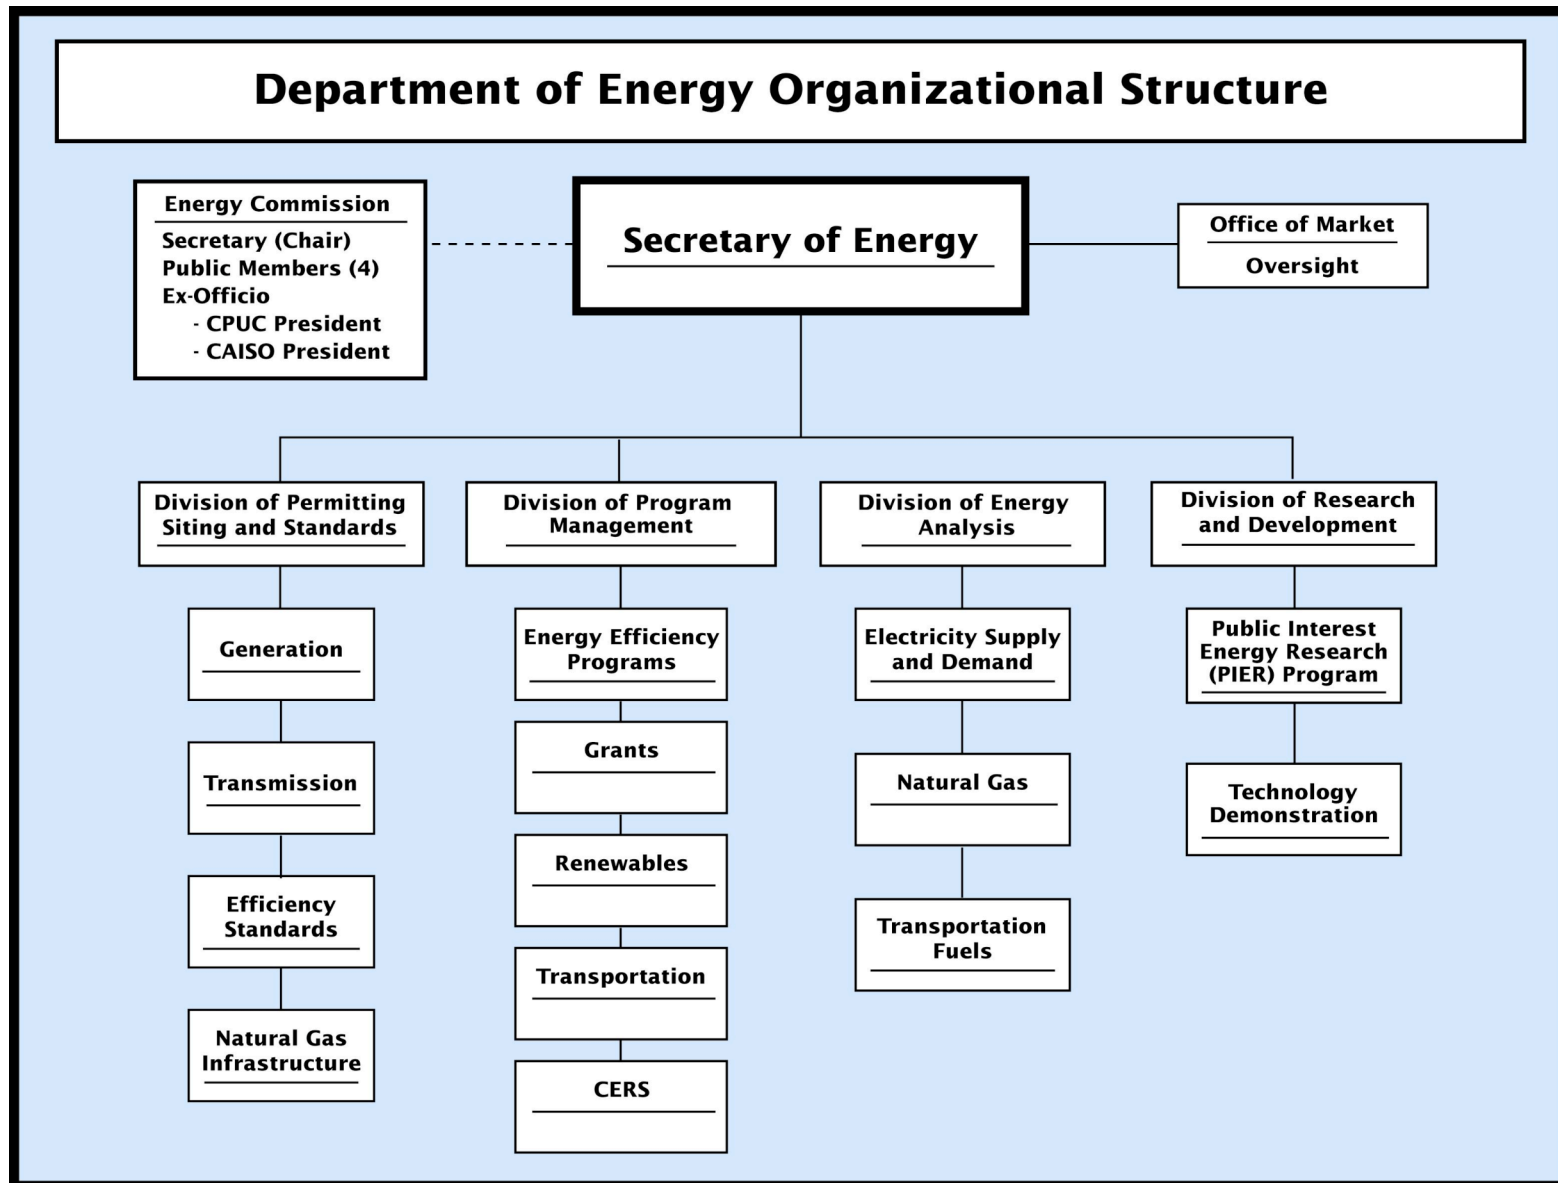 Department of Energy Organizational Structure
Energy Commission
Secretary (Chair)
Public Members (4)
Ex-Officio
- CPUC President
- CAISO President
Secretary of Energy
Office of Market
Oversight
Division of Permitting
Siting and Standards
Division of Program
Management
Division of Energy
Analysis
Division of Research
and Development
Generation
Transmission
Efficiency
Standards
Natural Gas
Infrastructure
Energy Efficiency
Programs
Grants
Renewables
Transportation
CERS
Electricity Supply
and Demand
Natural Gas
Transportation
Fuels
Public Interest
Energy Research
(PIER) Program
Technology
Demonstration